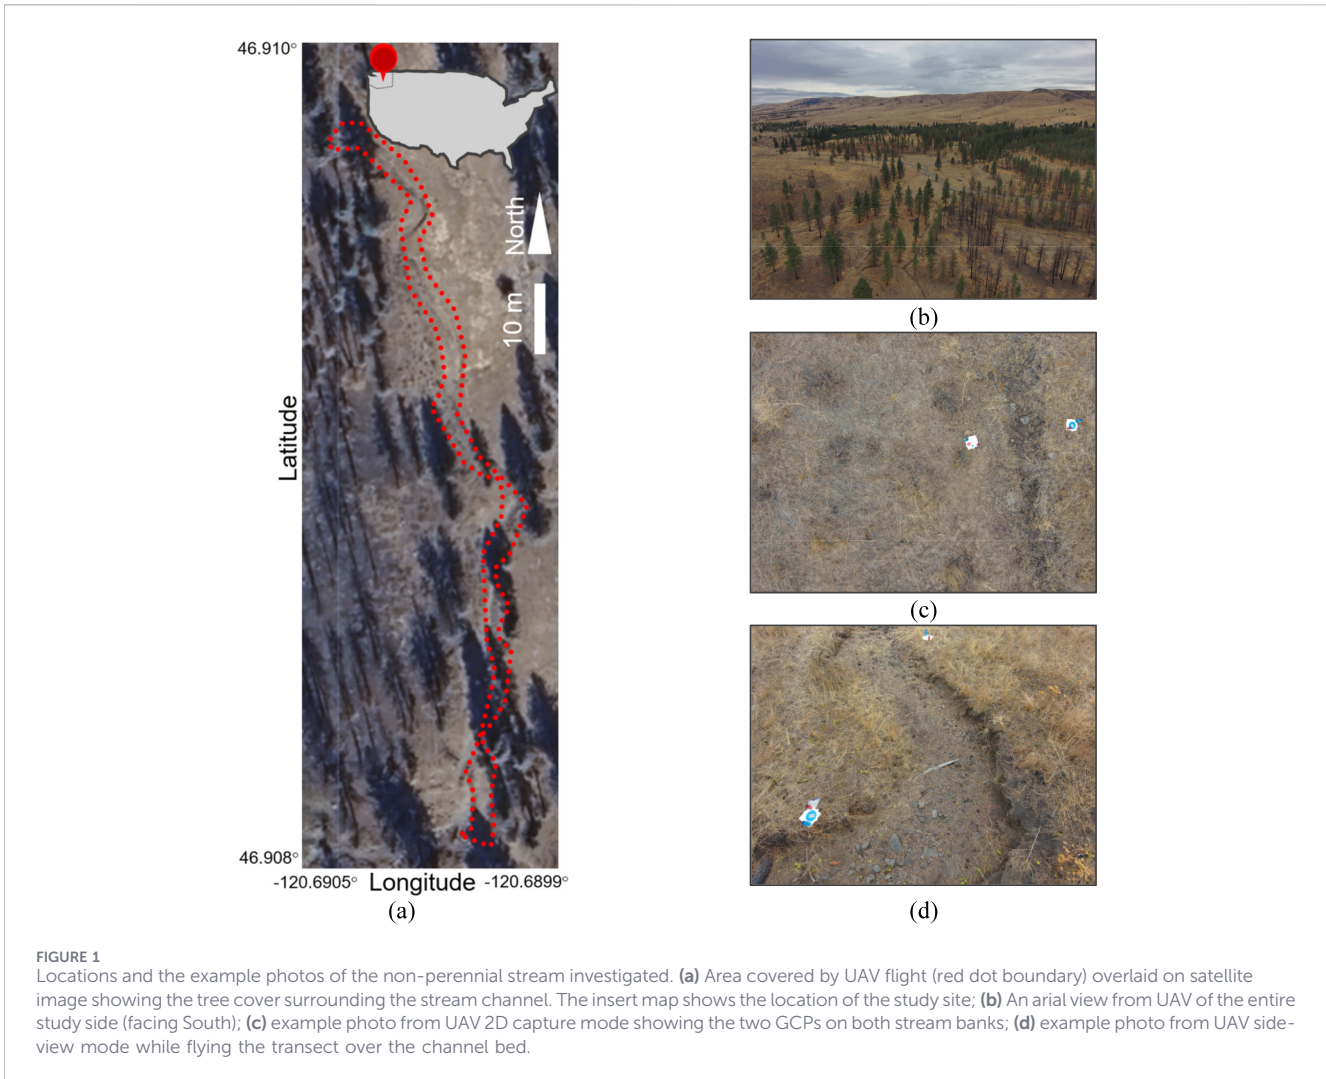 46.910°
North
10 m
Latitude
46.908°
-120.6905° Longitude -120.6899°
(a)
(b)
(c)
(d)
FIGURE 1
Locations and the example photos of the non-perennial stream investigated. (a) Area covered by UAV flight (red dot boundary) overlaid on satellite
image showing the tree cover surrounding the stream channel. The insert map shows the location of the study site; (b) An arial view from UAV of the entire
study side (facing South); (c) example photo from UAV 2D capture mode showing the two GCPs on both stream banks; (d) example photo from UAV side-
view mode while flying the transect over the channel bed.